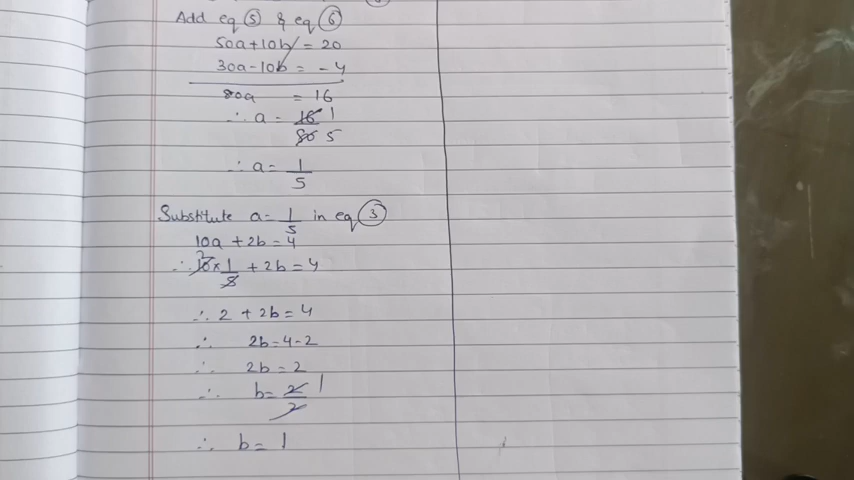 Add eq ⑤ & eq ⑥
50a+10b = 20
30a-10b = -4
80a = 16
∴ a = 16 1
80 5
∴ a = 1
5
Substitute a = 1/5 in eq ③
10a + 2b = 4
2
∴ 10 × 1/5 + 2b = 4
∴ 2 + 2b = 4
∴ 2b = 4-2
∴ 2b = 2
∴ b = 2/2 1
∴ b = 1